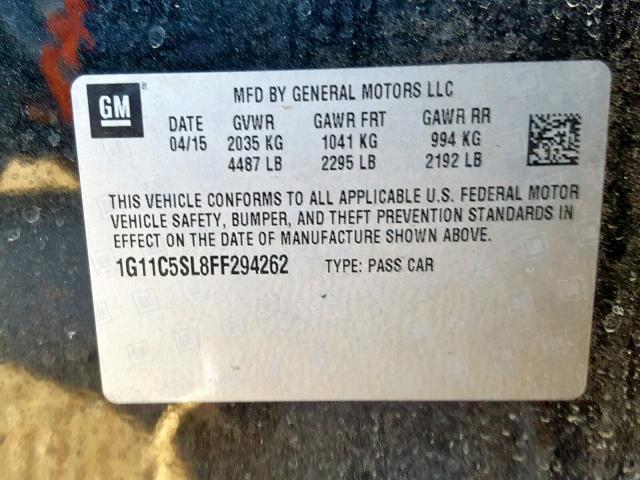 GM
MFD BY GENERAL MOTORS LLC
DATE GVWR GAWR FRT GAWR RR
04/15 2035 KG 1041 KG 994 KG
4487 LB 2295 LB 2192 LB
THIS VEHICLE CONFORMS TO ALL APPLICABLE U.S. FEDERAL MOTOR
VEHICLE SAFETY, BUMPER, AND THEFT PREVENTION STANDARDS IN
EFFECT ON THE DATE OF MANUFACTURE SHOWN ABOVE.
1G11C5SL8FF294262 TYPE: PASS CAR